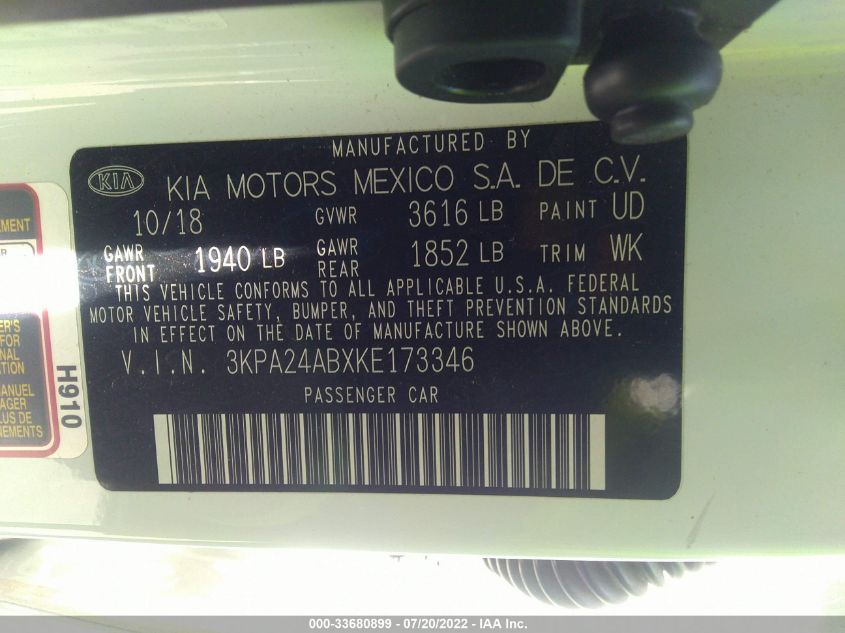 MANUFACTURED BY
KIA KIA MOTORS MEXICO S.A. DE C.V.
10/18 GVWR 3616 LB PAINT UD
GAWR FRONT 1940 LB GAWR REAR 1852 LB TRIM WK
THIS VEHICLE CONFORMS TO ALL APPLICABLE U.S.A. FEDERAL
MOTOR VEHICLE SAFETY, BUMPER, AND THEFT PREVENTION STANDARDS
IN EFFECT ON THE DATE OF MANUFACTURE SHOWN ABOVE.
V.I.N. 3KPA24ABXKE173346
PASSENGER CAR
H910
000-33680899 - 07/20/2022 - IAA Inc.